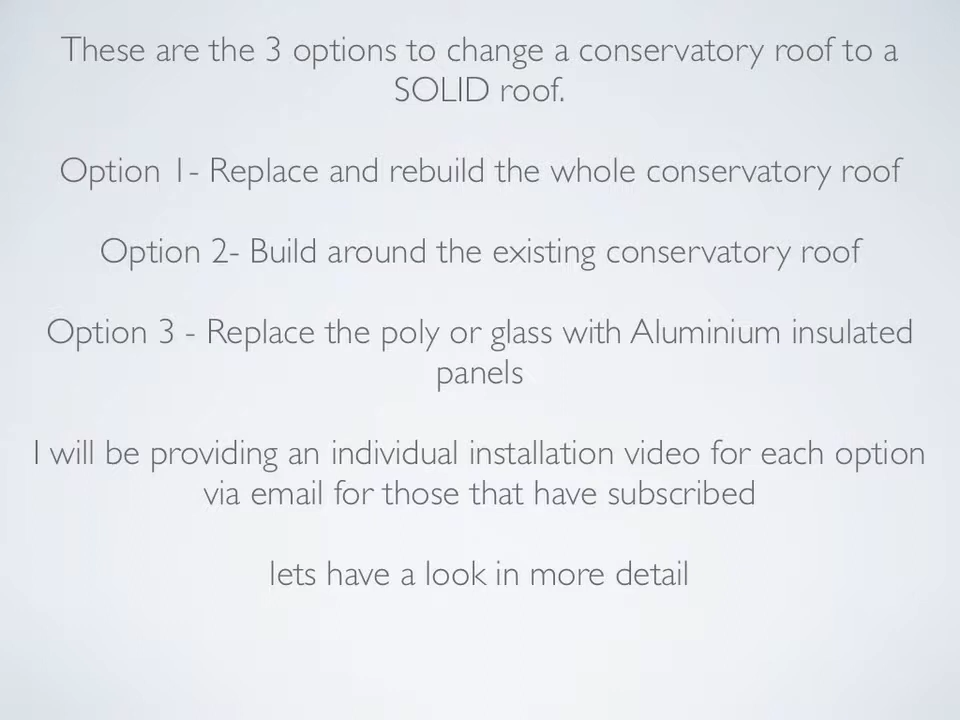 These are the 3 options to change a conservatory roof to a
SOLID roof.
Option 1- Replace and rebuild the whole conservatory roof
Option 2- Build around the existing conservatory roof
Option 3 - Replace the poly or glass with Aluminium insulated
panels
I will be providing an individual installation video for each option
via email for those that have subscribed
lets have a look in more detail